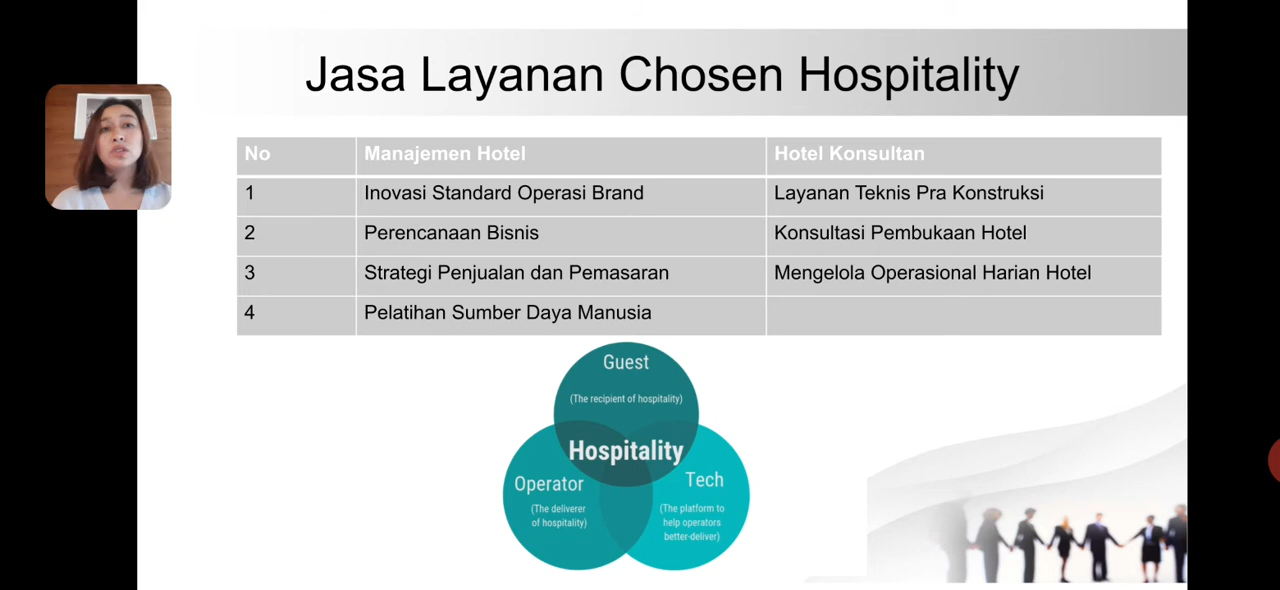 Jasa Layanan Chosen Hospitality
No Manajemen Hotel Hotel Konsultan
1 Inovasi Standard Operasi Brand Layanan Teknis Pra Konstruksi
2 Perencanaan Bisnis Konsultasi Pembukaan Hotel
3 Strategi Penjualan dan Pemasaran Mengelola Operasional Harian Hotel
4 Pelatihan Sumber Daya Manusia
Guest
(The recipient of hospitality)
Hospitality
Operator
(The deliverer
of hospitality)
Tech
(The platform to
help operators
better-deliver)